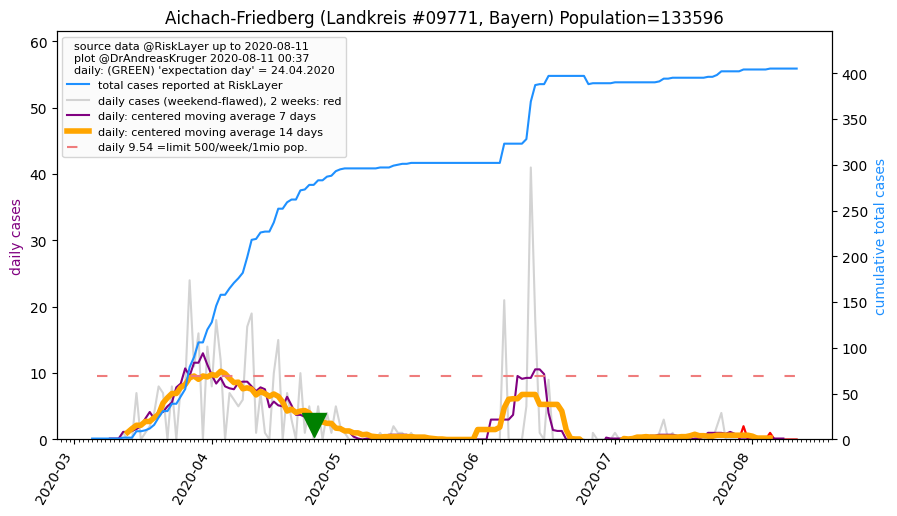 Aichach-Friedberg (Landkreis #09771, Bayern) Population=133596
source data @RiskLayer up to 2020-08-11
plot @DrAndreasKruger 2020-08-11 00:37
daily: (GREEN) 'expectation day' = 24.04.2020
total cases reported at RiskLayer
daily cases (weekend-flawed), 2 weeks: red
daily: centered moving average 7 days
daily: centered moving average 14 days
daily 9.54 =limit 500/week/1mio pop.
daily cases
60
50
40
30
20
10
0
cumulative total cases
400
350
300
250
200
150
100
50
0
2020-03
2020-04
2020-05
2020-06
2020-07
2020-08